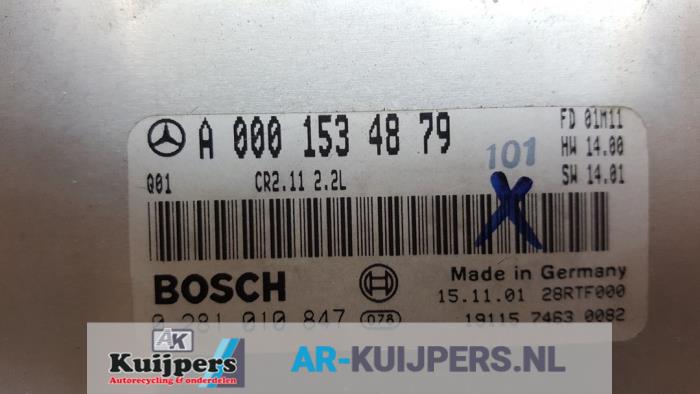 A 000 153 48 79
FD 01M11
101
HW 14.00
Q01 CR2.11 2.2L
SW 14.01
BOSCH
Made in Germany
15.11.01 28RTF000
0 281 010 847 078
19115 7463 0082
AK
Kuijpers
Autorecycling & onderdelen
AR-KUIJPERS.NL